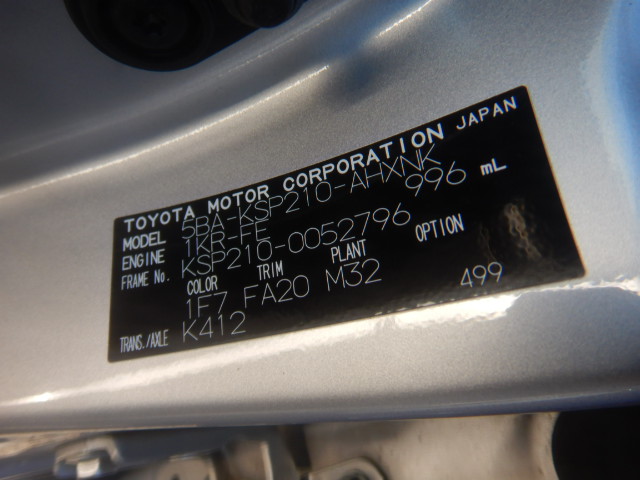 TOYOTA MOTOR CORPORATION JAPAN
MODEL 5BA-KSP210-AHXNK
ENGINE 1KR-FE 996 mL
FRAME No. KSP210-0052796
COLOR TRIM PLANT OPTION
1F7 FA20 M32 499
TRANS./AXLE K412